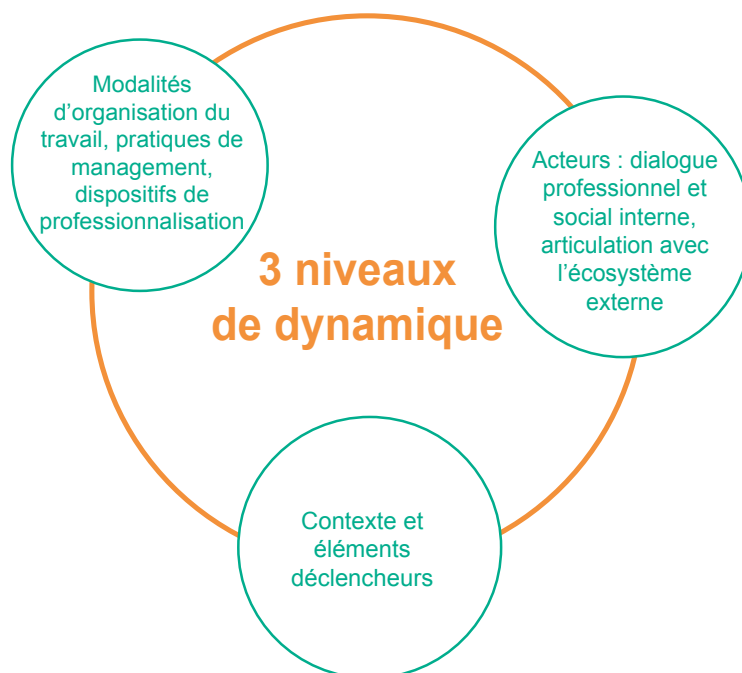 Modalités
d’organisation du
travail, pratiques de
management,
dispositifs de
professionnalisation
Acteurs : dialogue
professionnel et
social interne,
articulation avec
l’écosystème
externe
3 niveaux
de dynamique
Contexte et
éléments
déclencheurs